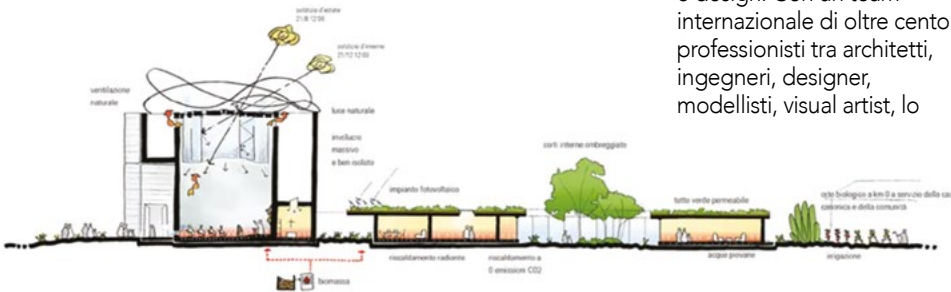 e design. Con un team
internazionale di oltre cento
professionisti tra architetti,
ingegneri, designer,
modellisti, visual artist, lo
solstizio d'estate
21/6 12:00
solstizio d'inverno
21/12 12:00
ventilazione
naturale
luce naturale
involucro
massivo
e ben isolato
corti interne ombreggiate
impianto fotovoltaico
tetto verde permeabile
orto biologico a km 0 a servizio della
canonica e della comunità
riscaldamento radiante
riscaldamento a
0 emissioni CO2
acque piovane
irrigazione
biomassa